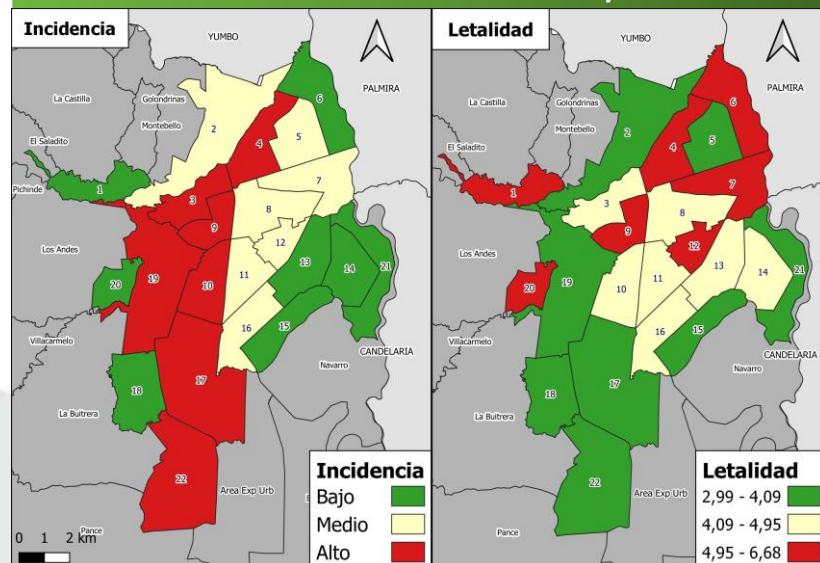 Incidencia
YUMBO
PALMIRA
La Castilla
Golondrinas
Montebello
El Saladito
Pichinde
Los Andes
Villacarmelo
La Buitrera
Pance
Area Exp Urb
Navarro
CANDELARIA
1
2
3
4
5
6
7
8
9
10
11
12
13
14
15
16
17
18
19
20
21
22
0 1 2 km
Incidencia
Bajo
Medio
Alto
Letalidad
YUMBO
PALMIRA
La Castilla
Golondrinas
Montebello
El Saladito
Pichinde
Los Andes
Villacarmelo
La Buitrera
Pance
Area Exp Urb
Navarro
CANDELARIA
1
2
3
4
5
6
7
8
9
10
11
12
13
14
15
16
17
18
19
20
21
22
Letalidad
2,99 - 4,09
4,09 - 4,95
4,95 - 6,68